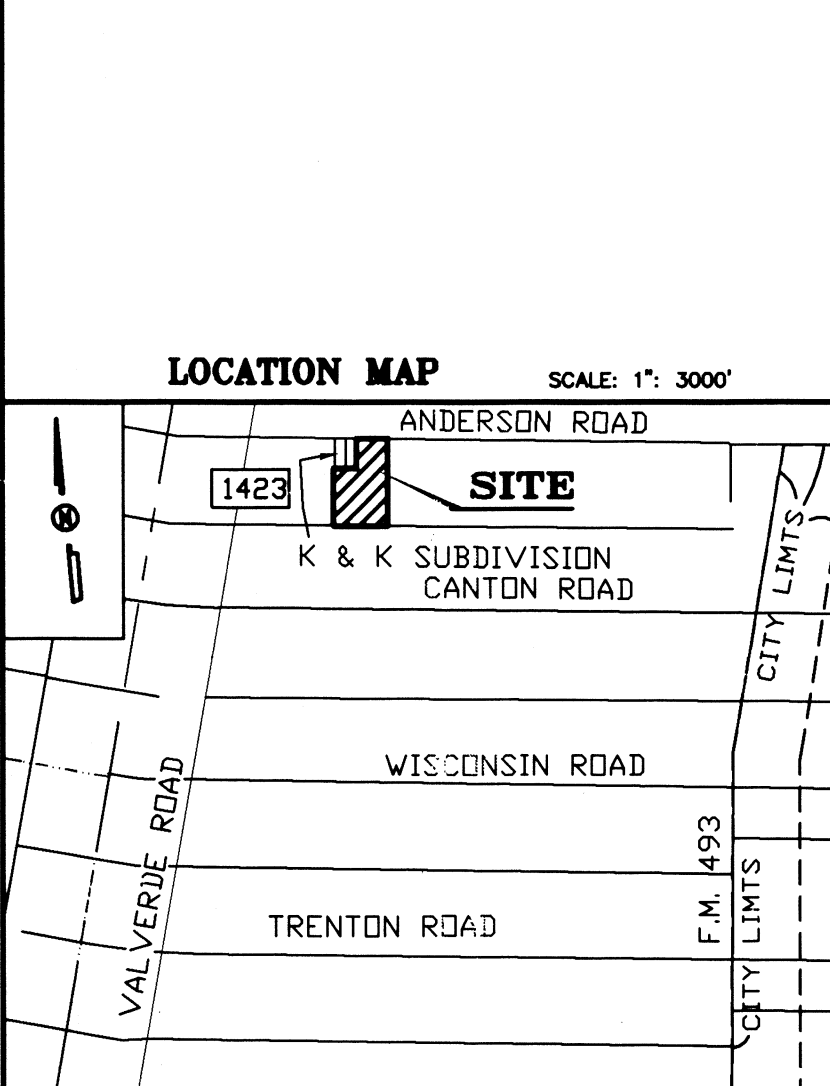 LOCATION MAP
SCALE: 1": 3000'
ANDERSON ROAD
1423
SITE
N
K & K SUBDIVISION
CANTON ROAD
CITY LIMTS
WISCONSIN ROAD
VALVERDE ROAD
F.M. 493
TRENTON ROAD
CITY LIMTS